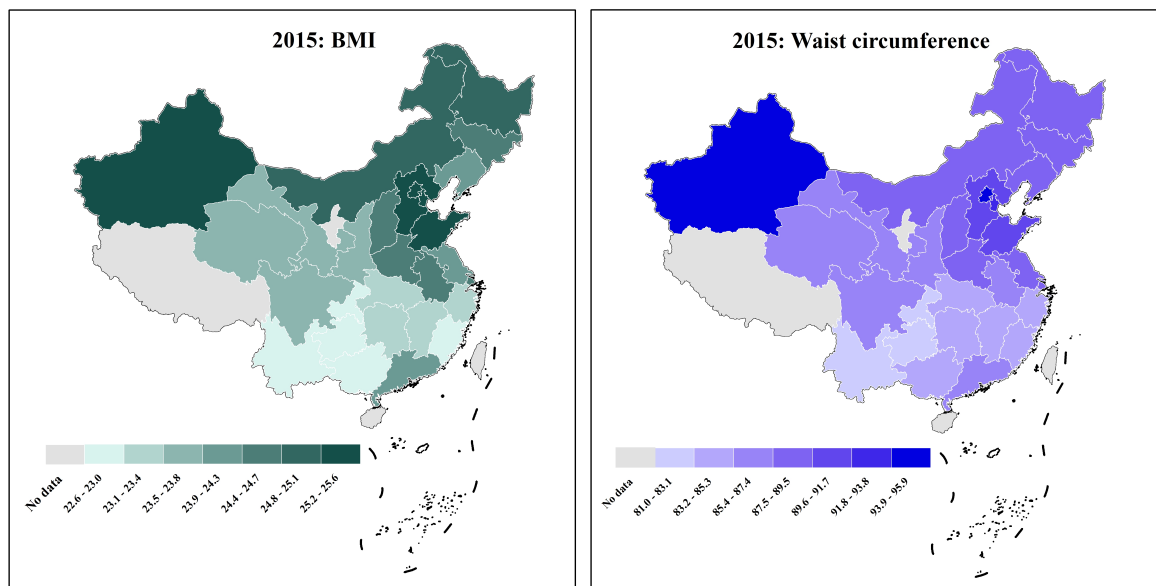 2015: BMI
No data
22.6 - 23.0
23.1 - 23.4
23.5 - 23.8
23.9 - 24.3
24.4 - 24.7
24.8 - 25.1
25.2 - 25.6
2015: Waist circumference
No data
81.0 - 83.1
83.2 - 85.3
85.4 - 87.4
87.5 - 89.5
89.6 - 91.7
91.8 - 93.8
93.9 - 95.9